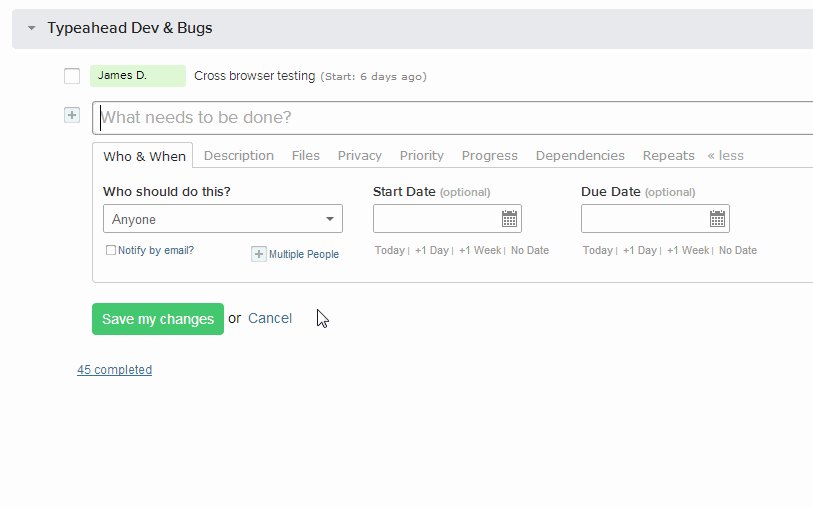 Typeahead Dev & Bugs
James D. Cross browser testing (Start: 6 days ago)
What needs to be done?
Who & When Description Files Privacy Priority Progress Dependencies Repeats « less
Who should do this? Start Date (optional) Due Date (optional)
Anyone
Notify by email? Multiple People Today | +1 Day | +1 Week | No Date Today | +1 Day | +1 Week | No Date
Save my changes or Cancel
45 completed